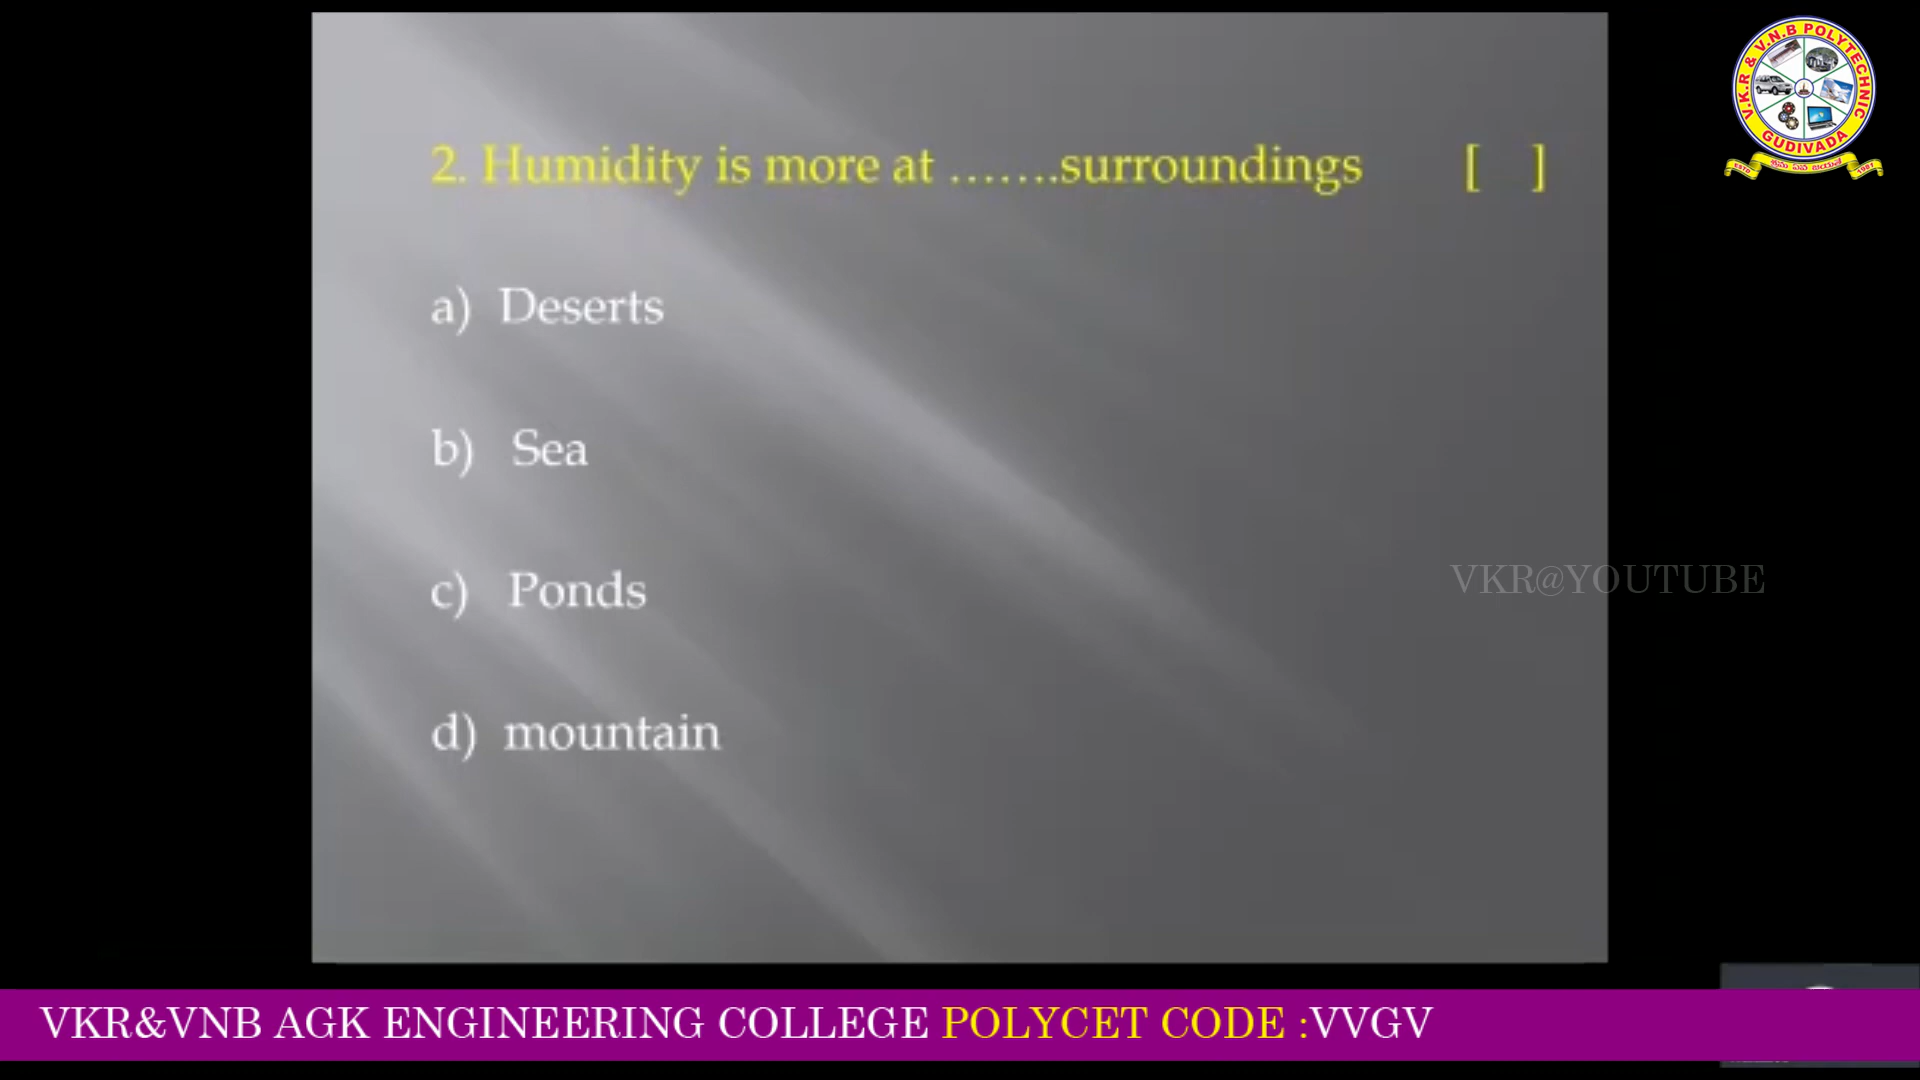 V.K.R & V.N.B POLYTECHNIC
GUDIVADA
1981
2. Humidity is more at .......surroundings [ ]
a) Deserts
b) Sea
c) Ponds
d) mountain
VKR@YOUTUBE
VKR&VNB AGK ENGINEERING COLLEGE POLYCET CODE :VVGV